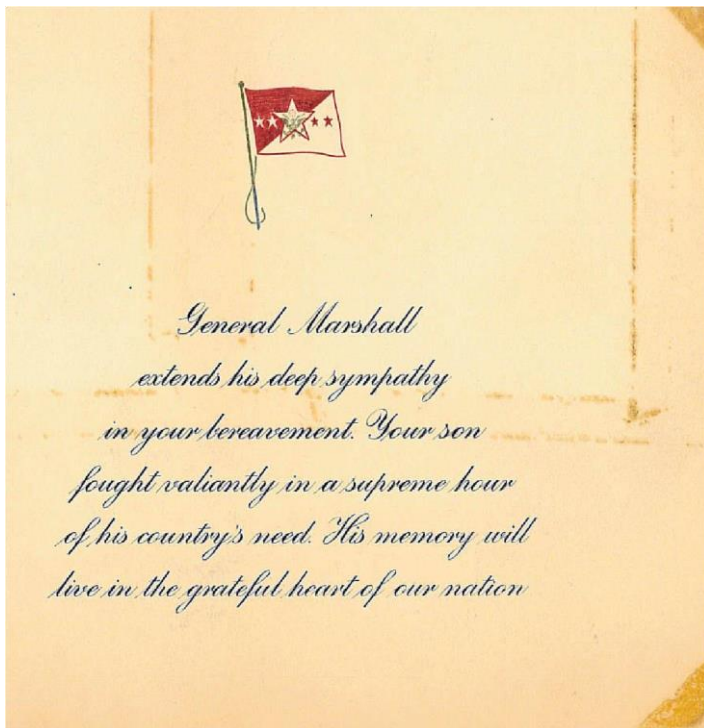 General Marshall
extends his deep sympathy
in your bereavement. Your son
fought valiantly in a supreme hour
of his country's need. His memory will
live in the grateful heart of our nation